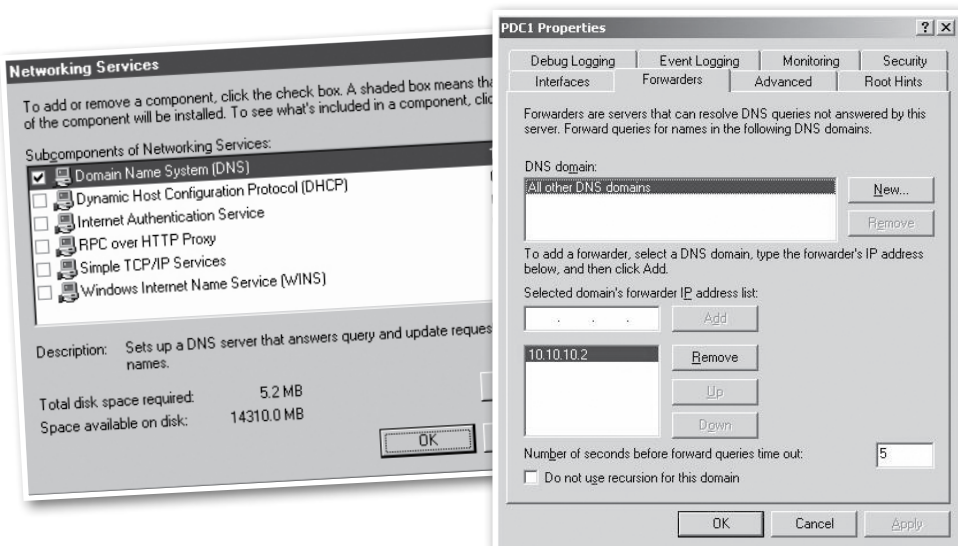 Networking Services
To add or remove a component, click the check box. A shaded box means tha
of the component will be installed. To see what's included in a component, clic
Subcomponents of Networking Services:
Domain Name System (DNS)
Dynamic Host Configuration Protocol (DHCP)
Internet Authentication Service
RPC over HTTP Proxy
Simple TCP/IP Services
Windows Internet Name Service (WINS)
Description: Sets up a DNS server that answers query and update reques
names.
Total disk space required: 5.2 MB
Space available on disk: 14310.0 MB
OK
PDC1 Properties
Debug Logging Event Logging Monitoring Security
Interfaces Forwarders Advanced Root Hints
Forwarders are servers that can resolve DNS queries not answered by this
server. Forward queries for names in the following DNS domains.
DNS domain:
All other DNS domains
New...
Remove
To add a forwarder, select a DNS domain, type the forwarder's IP address
below, and then click Add.
Selected domain's forwarder IP address list:
. . . Add
10.10.10.2
Remove
Up
Down
Number of seconds before forward queries time out: 5
Do not use recursion for this domain
OK Cancel Apply